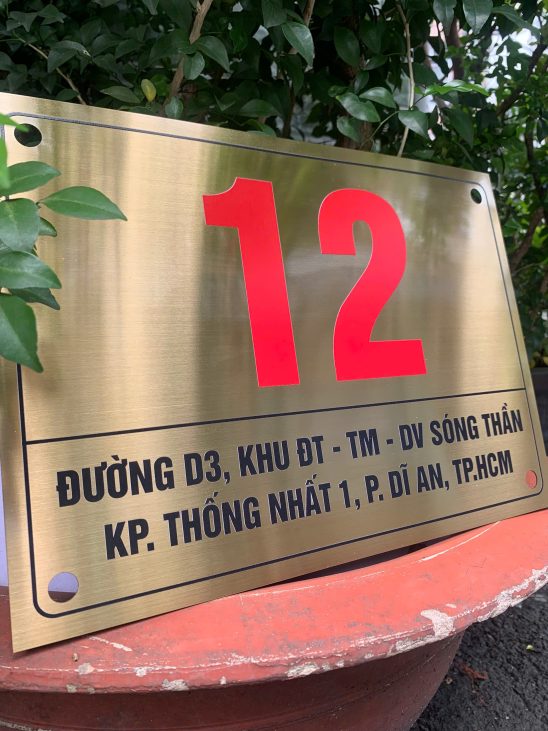 12
ĐƯỜNG D3, KHU ĐT - TM - DV SÓNG THẦN
KP. THỐNG NHẤT 1, P. DĨ AN, TP.HCM